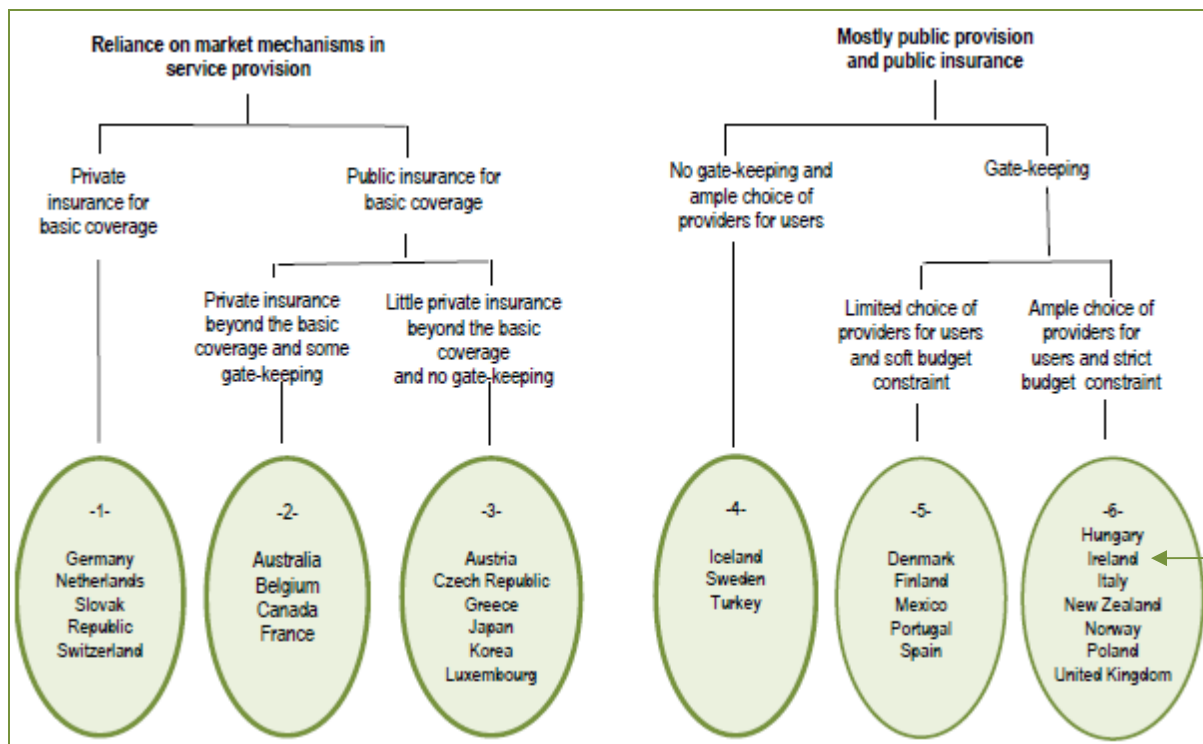 Reliance on market mechanisms in
service provision
Mostly public provision
and public insurance
Private
insurance for
basic coverage
Public insurance for
basic coverage
No gate-keeping and
ample choice of
providers for users
Gate-keeping
Private insurance
beyond the basic
coverage and some
gate-keeping
Little private insurance
beyond the basic
coverage
and no gate-keeping
Limited choice of
providers for users
and soft budget
constraint
Ample choice of
providers for
users and strict
budget constraint
-1-
Germany
Netherlands
Slovak
Republic
Switzerland
-2-
Australia
Belgium
Canada
France
-3-
Austria
Czech Republic
Greece
Japan
Korea
Luxembourg
-4-
Iceland
Sweden
Turkey
-5-
Denmark
Finland
Mexico
Portugal
Spain
-6-
Hungary
Ireland
Italy
New Zealand
Norway
Poland
United Kingdom